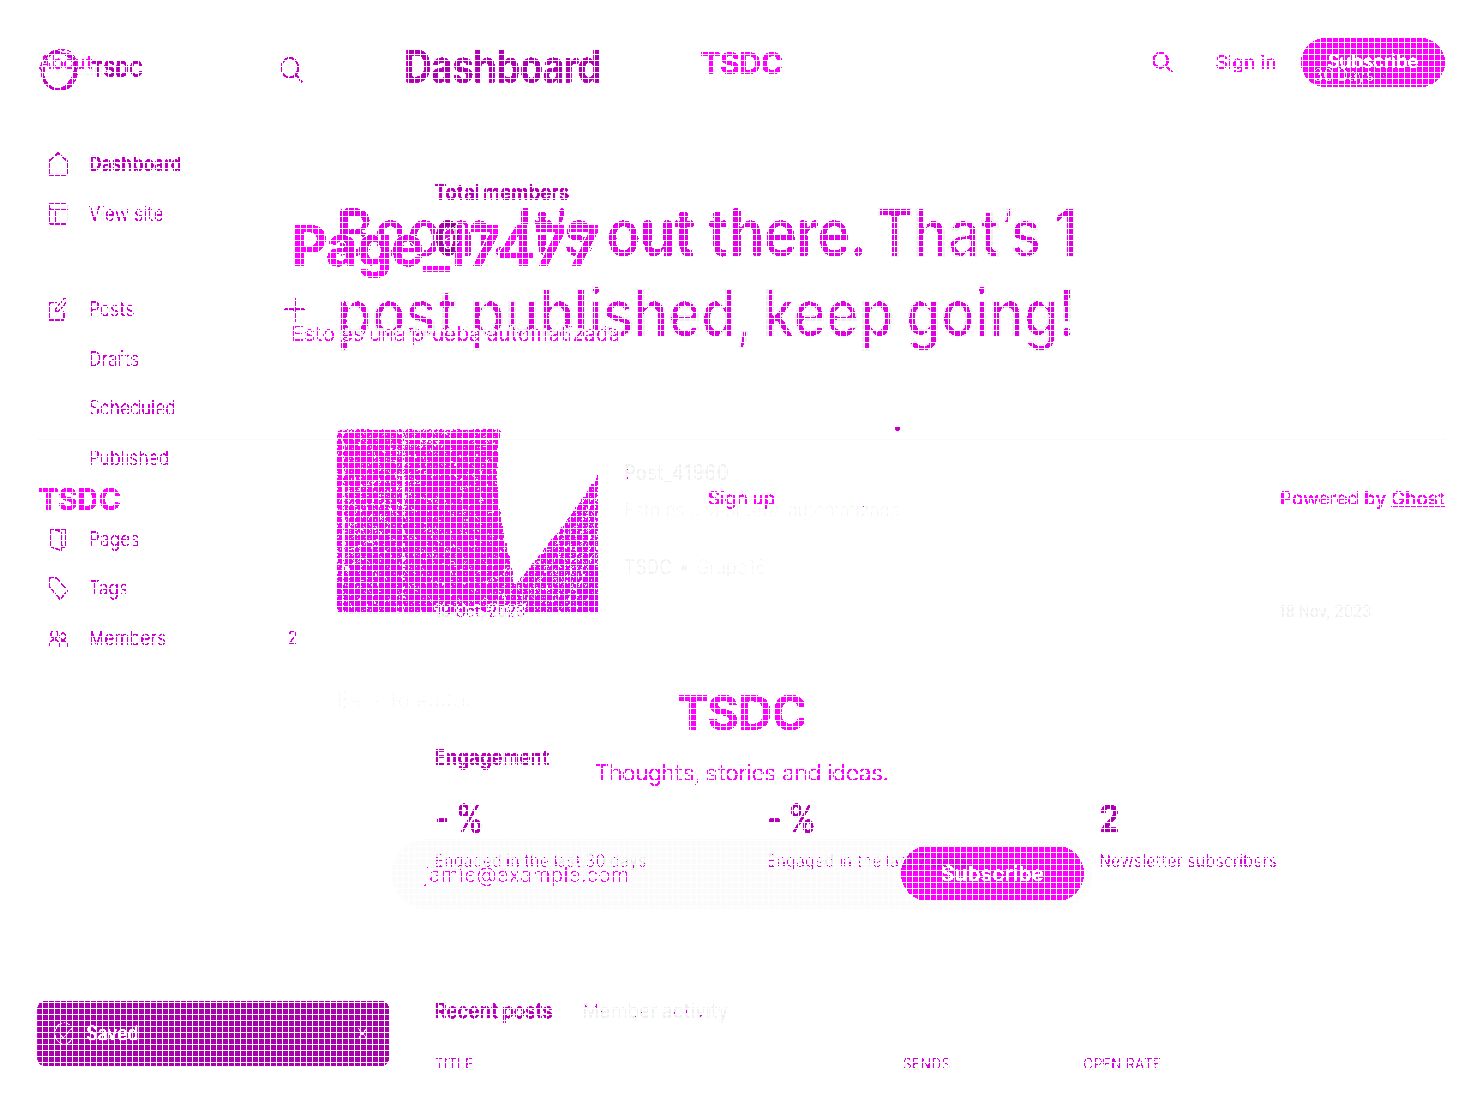 About
TSDC
Dashboard
TSDC
Sign in
Subscribe
Dashboard
View site
Total members
Boom. It's out there. That's 1
post published, keep going!
Page_17477
Esto es una prueba automatizada
Posts
Drafts
Scheduled
Published
Post_41960
TSDC
Sign up
Powered by Ghost
Pages
TSDC • Grupo16
Tags
18 Nov, 2023
Members 2
TSDC
Engagement
Thoughts, stories and ideas.
- %
- %
2
Engaged in the last 30 days
Engaged in the
Newsletter subscribers
jamie@example.com
Subscribe
Recent posts
Member activity
Saved
TITLE
SENDS
OPEN RATE